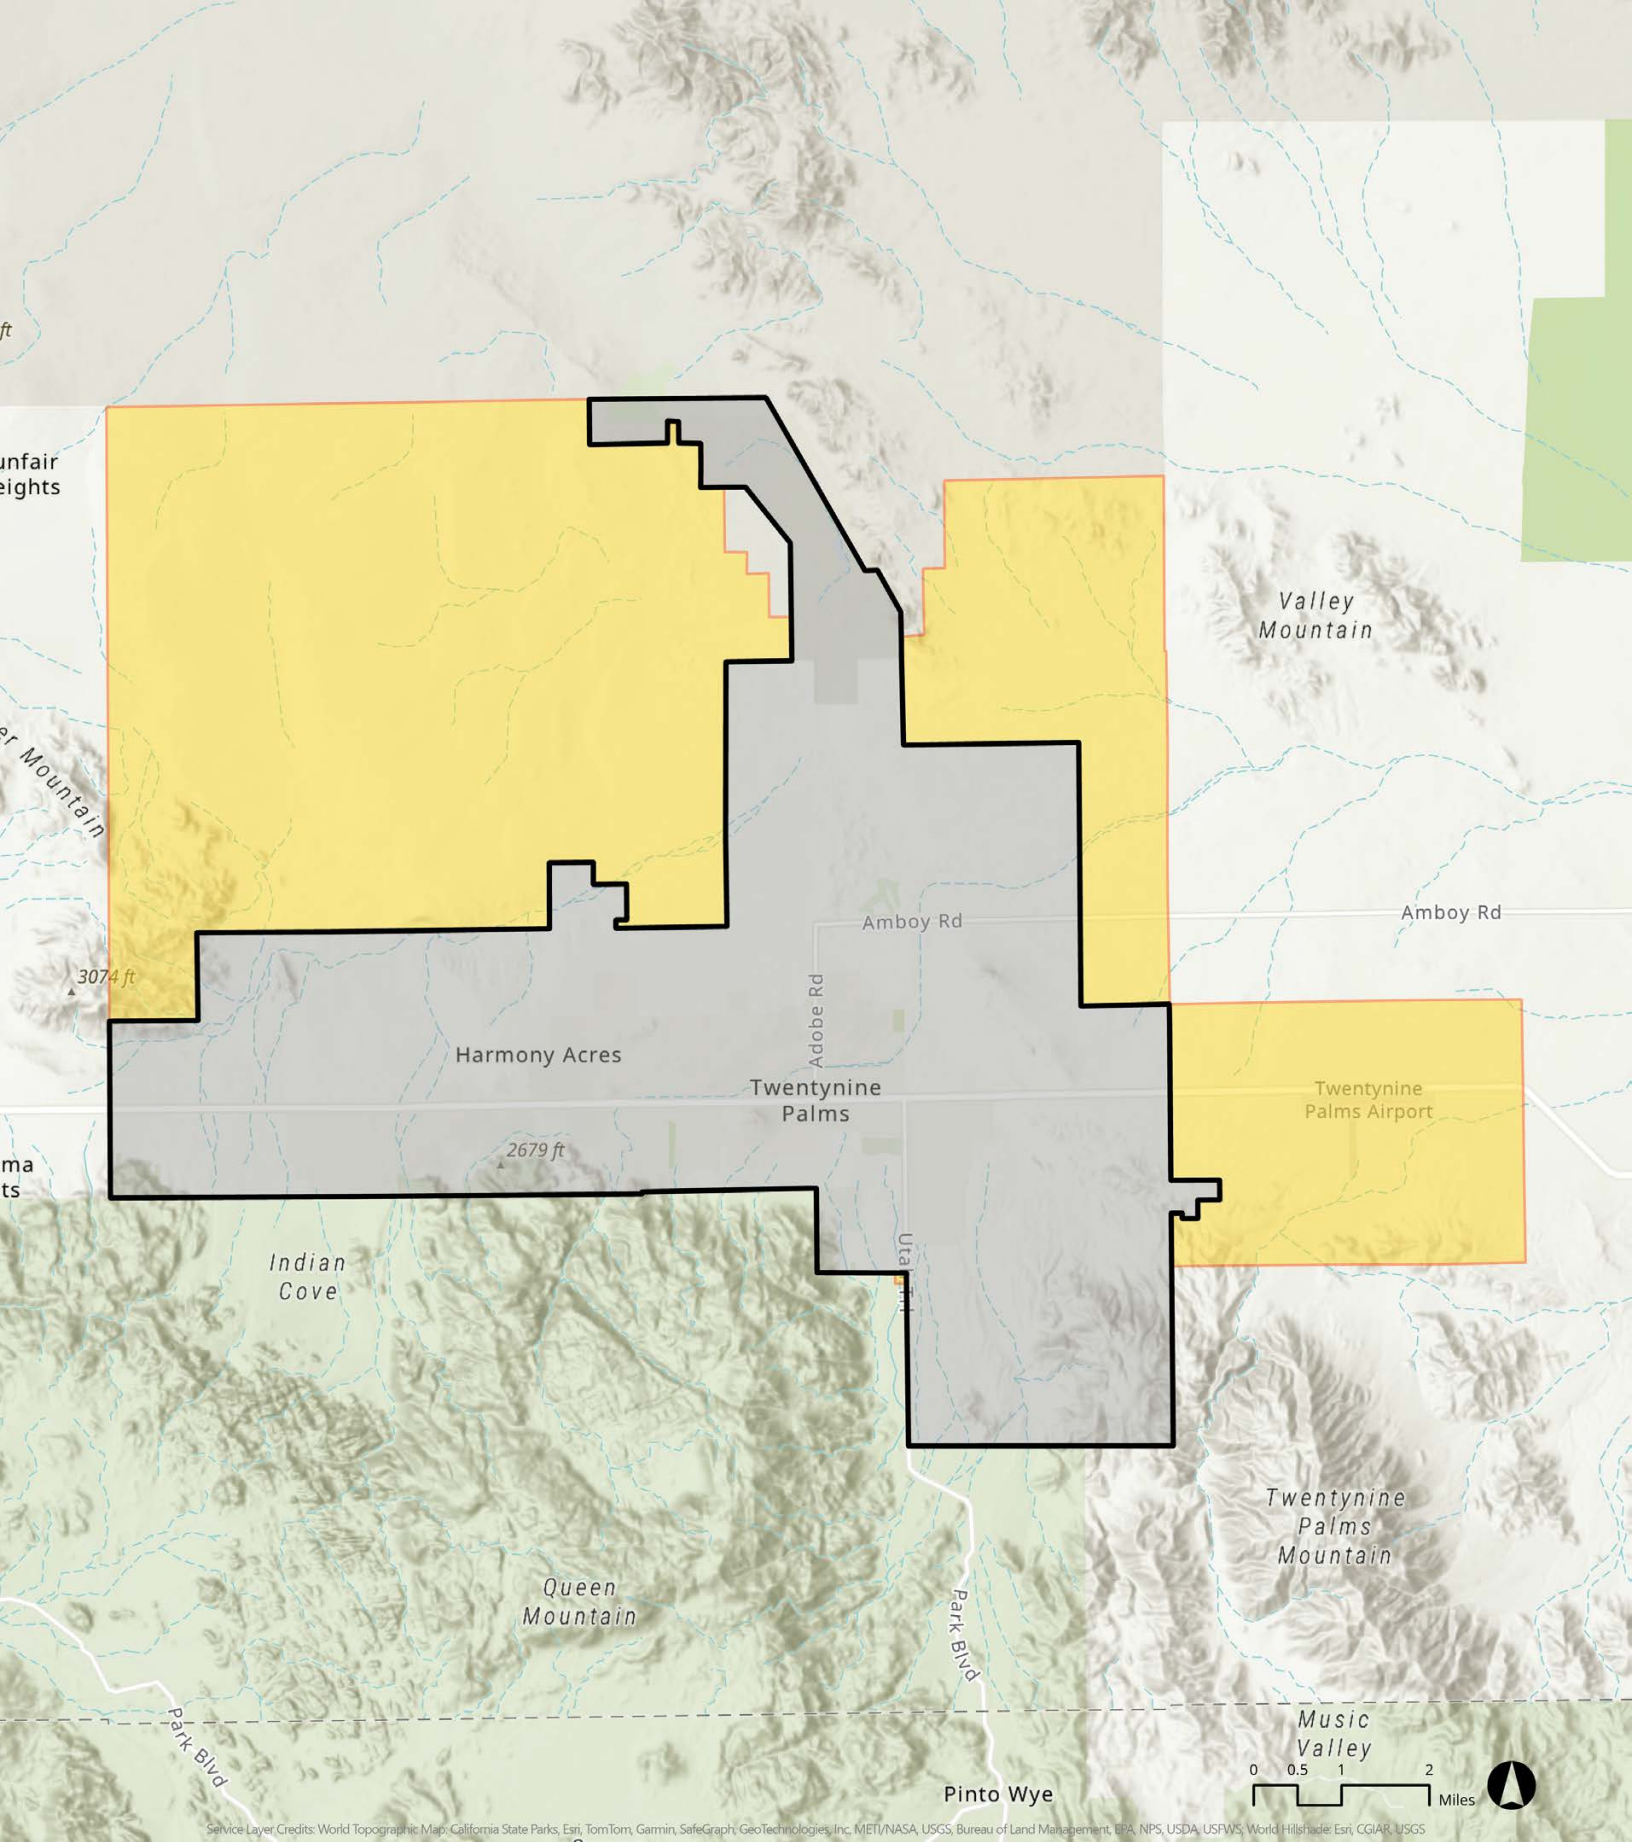 ft
unfair
eights
Valley
Mountain
er Mountain
Amboy Rd
Amboy Rd
3074 ft
Adobe Rd
Harmony Acres
Twentynine
Palms
Twentynine
Palms Airport
2679 ft
ma
ts
Utah Trl
Indian
Cove
Twentynine
Palms
Mountain
Queen
Mountain
Park Blvd
Park Blvd
Music
Valley
0 0.5 1 2
Miles
Pinto Wye
Service Layer Credits: World Topographic Map: California State Parks, Esri, TomTom, Garmin, SafeGraph, GeoTechnologies, Inc, METI/NASA, USGS, Bureau of Land Management, EPA, NPS, USDA, USFWS; World Hillshade: Esri, CGIAR, USGS